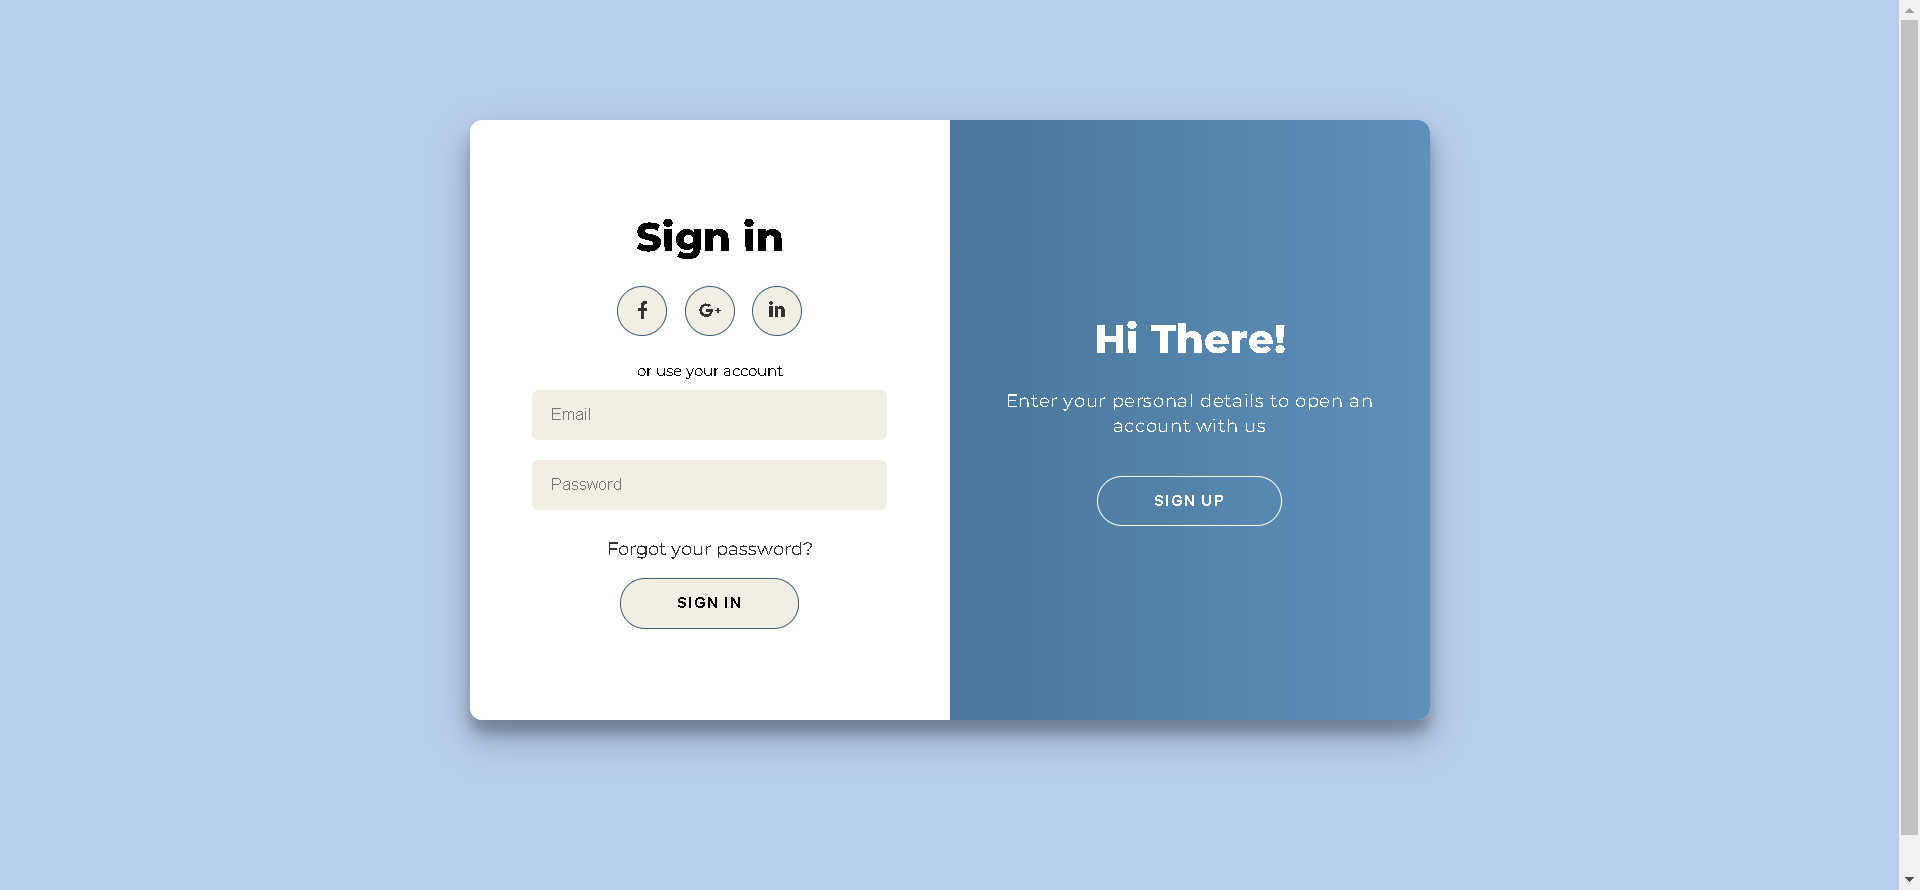 Sign in
f
G+
in
or use your account
Email
Password
Forgot your password?
SIGN IN
Hi There!
Enter your personal details to open an
account with us
SIGN UP